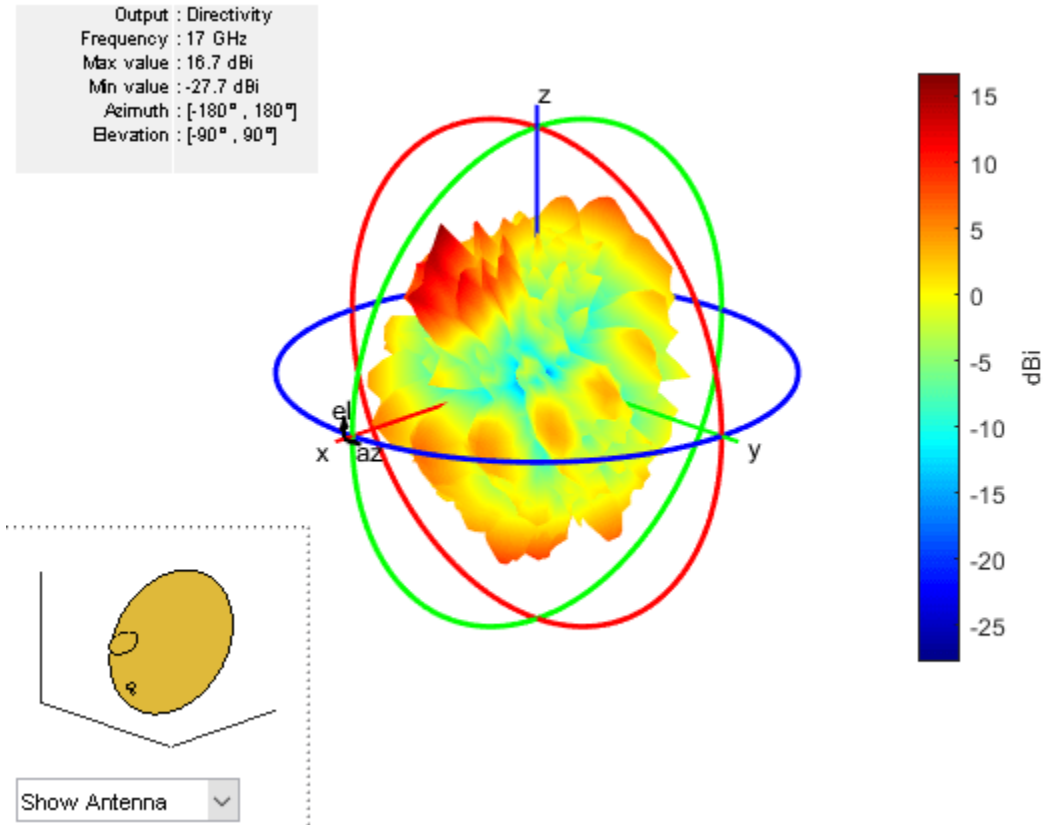 Output : Directivity
Frequency : 17 GHz
Max value : 16.7 dBi
Min value : -27.7 dBi
Azimuth : [-180° , 180°]
Elevation : [-90° , 90°]
z
el
x
az
y
15
10
5
0
-5
-10
-15
-20
-25
dBi
Show Antenna